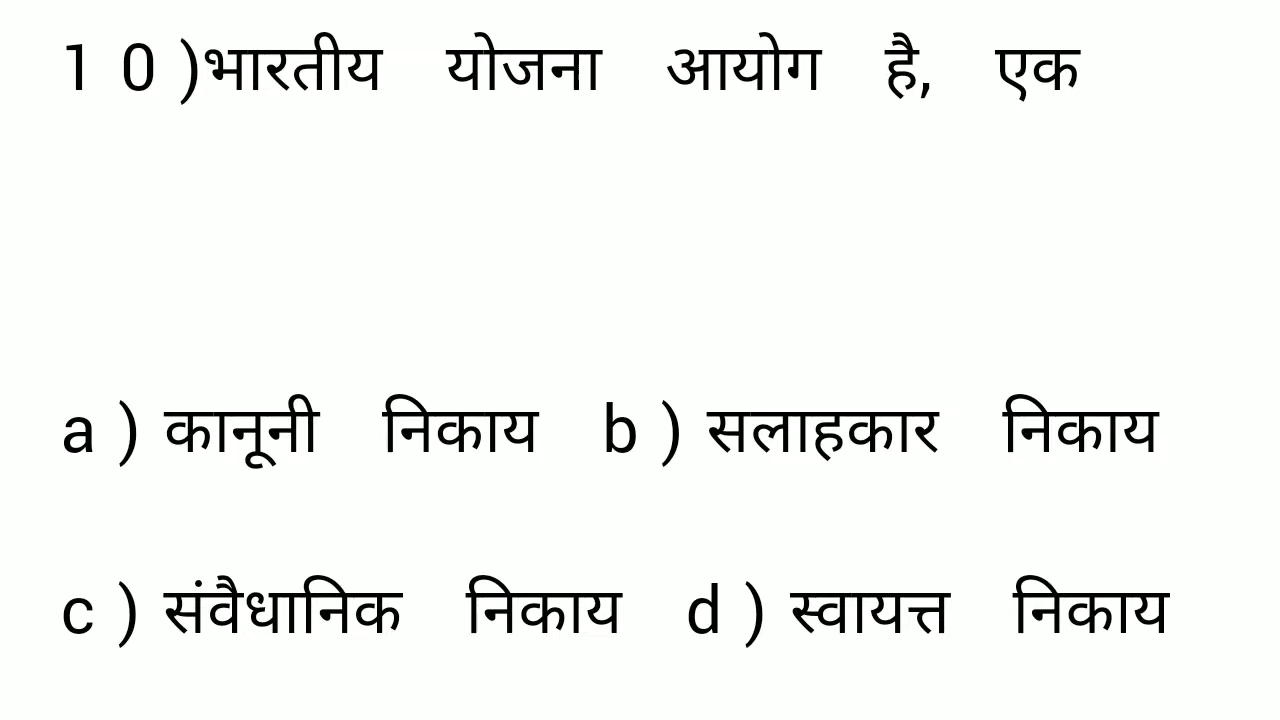 1 0 )भारतीय योजना आयोग है, एक
a ) कानूनी निकाय b ) सलाहकार निकाय
c ) संवैधानिक निकाय d ) स्वायत्त निकाय